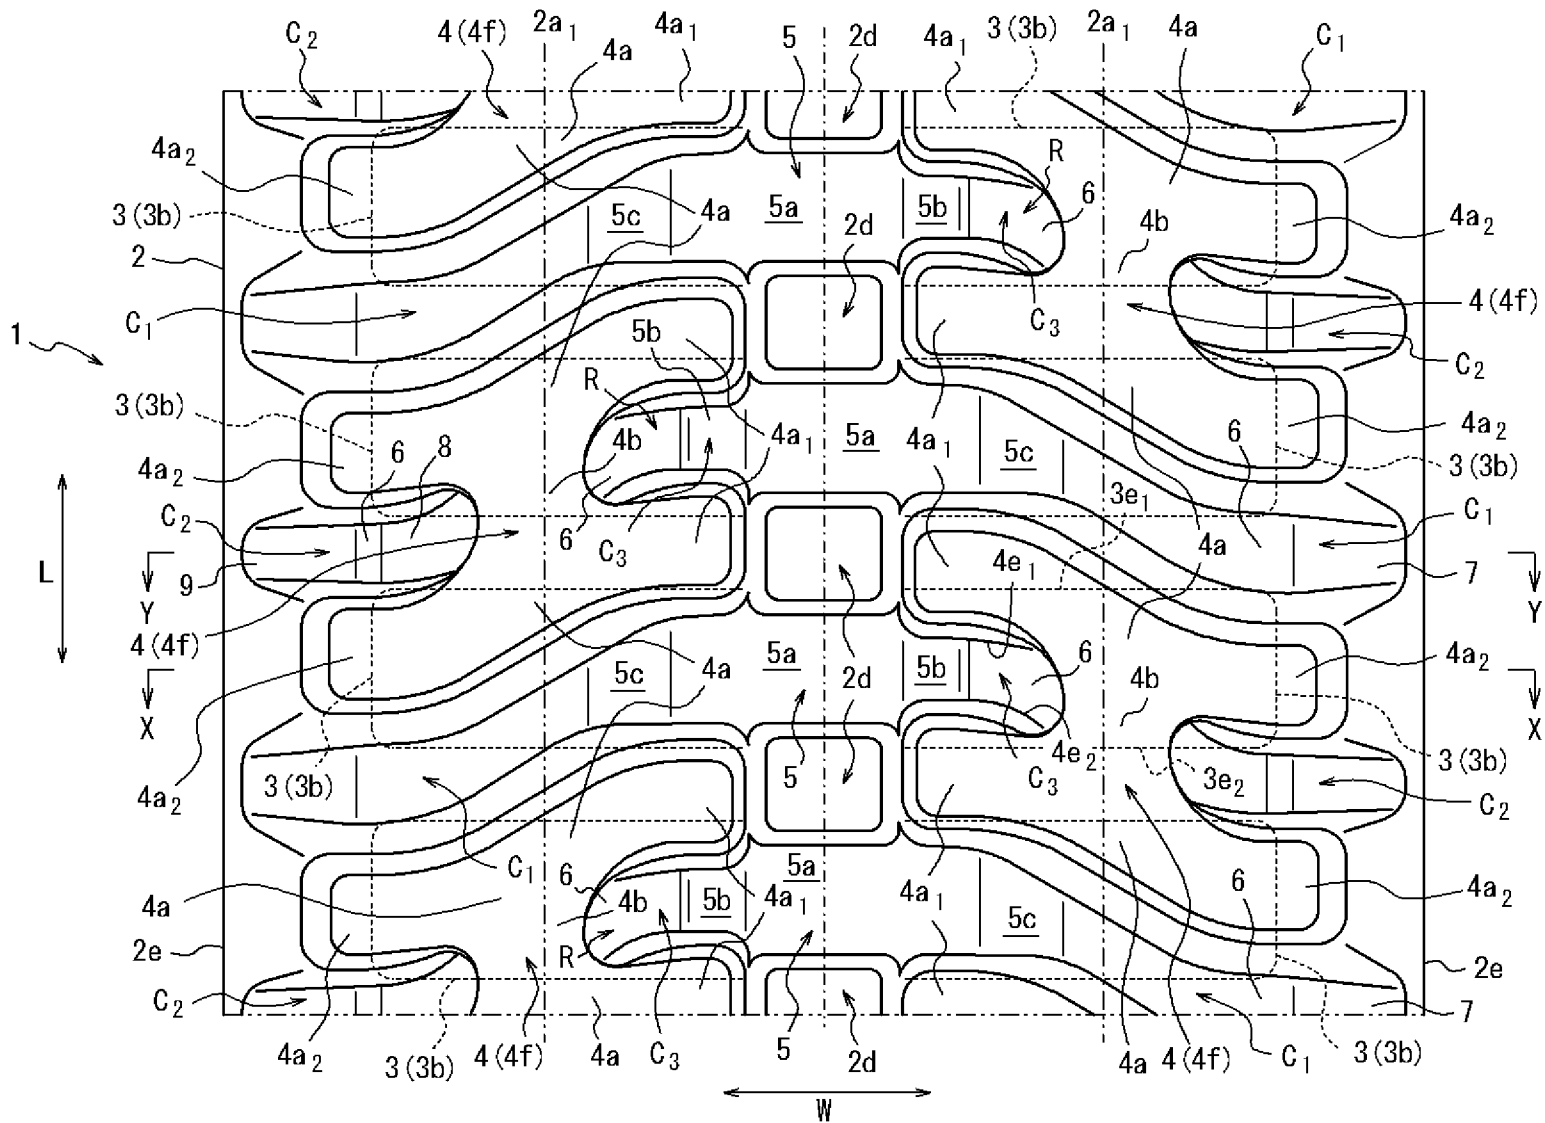 C2 4(4f) 2a1 4a1 5 2d 4a1 3(3b) 2a1 4a C1
4a
4a2 R
3(3b) 5c 4a 5a 5b 6 4b 4a2
2 2d
C1 5b C3 4(4f)
1 C2
3(3b) R
4b 4a1 5a 4a1 6 4a2
4a2 6 8 5c 3(3b)
C2 3e1 C1
L 9 6 C3 4a 7
Y 4a1 4e1 Y
4(4f) 4a 5a 2d 5b 6 4a2
X 5c 4a 4b X
4a2 3(3b) 5 4e2 C3 3e2 3(3b) C2
C1 5a
4a 6 4b 5b 4a1 4a1 6 4a2
4a2 5c
2e R 2e
C2 7
4a2 3(3b) 4(4f) 4a C3 5 2d 4a 4(4f) C1 3(3b)
W